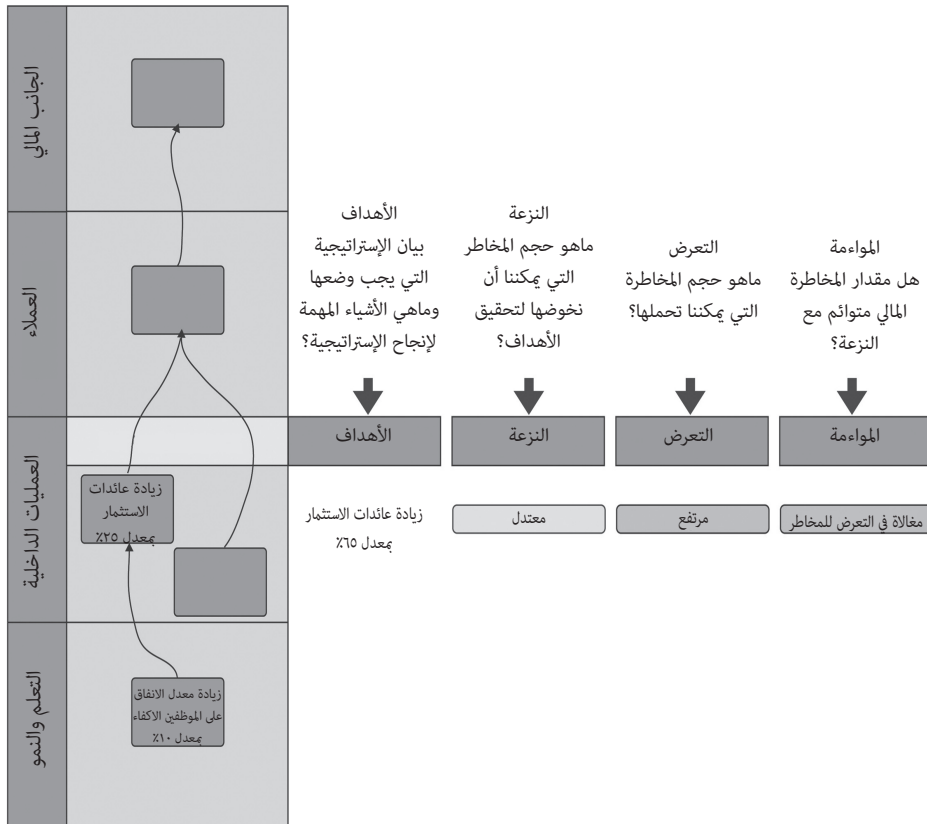 الجانب المالي
العملاء
العمليات الداخلية
التعلم والنمو
زيادة عائدات
الاستثمار
بمعدل ٢٥٪
زيادة معدل الانفاق
على الموظفين الاكفاء
بمعدل ١٠٪
الأهداف
بيان الإستراتيجية
التي يجب وضعها
وماهي الأشياء المهمة
لإنجاح الإستراتيجية؟
النزعة
ماهو حجم المخاطر
التي يمكننا أن
نخوضها لتحقيق
الأهداف؟
التعرض
ماهو حجم المخاطرة
التي يمكننا تحملها؟
المواءمة
هل مقدار المخاطرة
المالي متوائم مع
النزعة؟
الأهداف
النزعة
التعرض
المواءمة
زيادة عائدات الاستثمار
بمعدل ٦٥٪
معتدل
مرتفع
مغالاة في التعرض للمخاطر